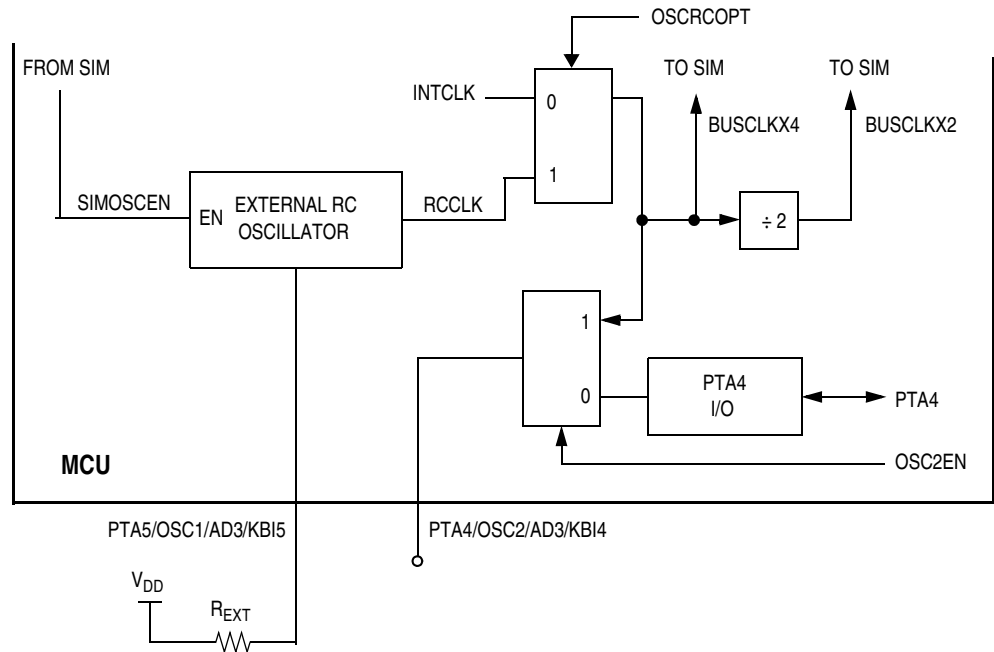 OSCRCOPT
FROM SIM
TO SIM
TO SIM
INTCLK
0
BUSCLKX4
BUSCLKX2
1
SIMOSCEN
EN
EXTERNAL RC
OSCILLATOR
RCCLK
÷ 2
1
0
PTA4
I/O
PTA4
MCU
OSC2EN
PTA5/OSC1/AD3/KBI5
PTA4/OSC2/AD3/KBI4
VDD
REXT